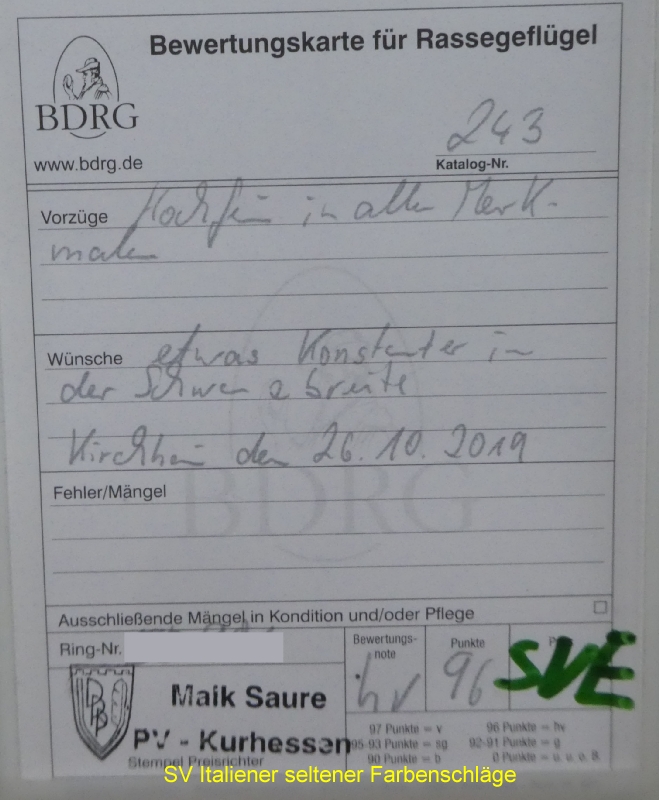 Bewertungskarte für Rassegeflügel
BDRG
www.bdrg.de
243
Katalog-Nr.
Vorzüge Hochfein in allen Merk-
malen
Wünsche etwas Konstanter in
der Schwanzbreite
Kirchhain den 26.10.2019
BDRG
Fehler/Mängel
Ausschließende Mängel in Kondition und/oder Pflege
Ring-Nr.
Bewertungs-
note
hv
Punkte
96
SVE
Maik Saure
PV - Kurhessen
Stempel Preisrichter
97 Punkte = v 96 Punkte = hv
95-93 Punkte = sg 92-91 Punkte = g
90 Punkte = b 0 Punkte = u. o. B.
SV Italiener seltener Farbenschläge